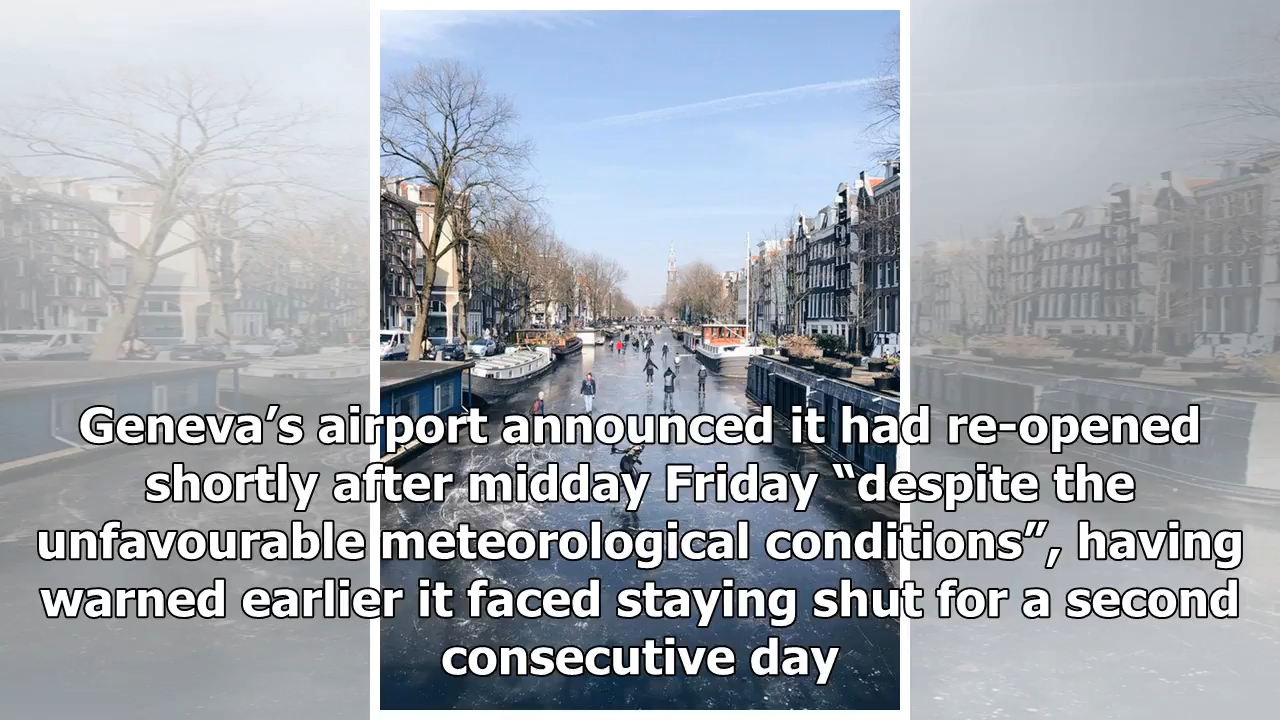 Geneva’s airport announced it had re-opened
shortly after midday Friday “despite the
unfavourable meteorological conditions”, having
warned earlier it faced staying shut for a second
consecutive day